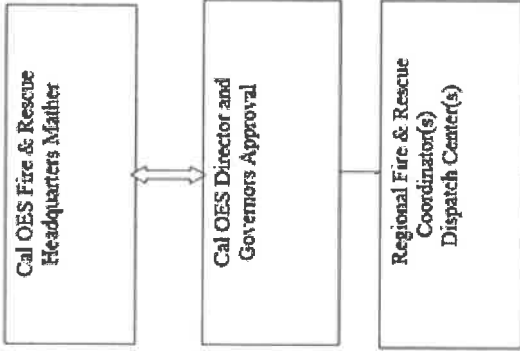 Cal OES Fire & Rescue
Headquarters Mather
Cal OES Director and
Governors Approval
Regional Fire & Rescue
Coordinator(s)
Dispatch Center(s)